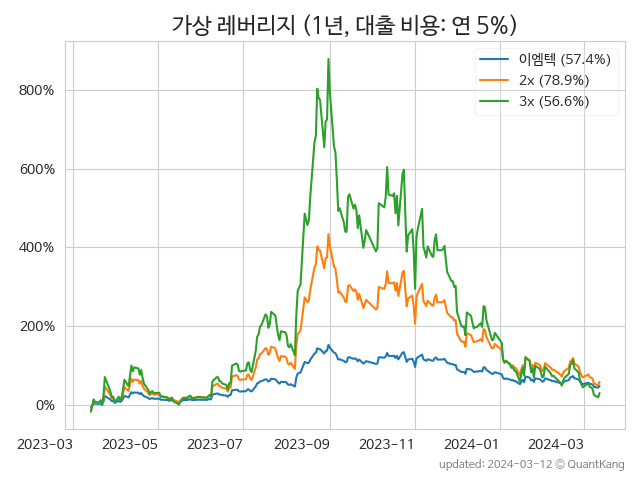 가상 레버리지 (1년, 대출 비용: 연 5%)
이엠텍 (57.4%)
2x (78.9%)
3x (56.6%)
800%
600%
400%
200%
0%
2023-03
2023-05
2023-07
2023-09
2023-11
2024-01
2024-03
updated: 2024-03-12 © QuantKang